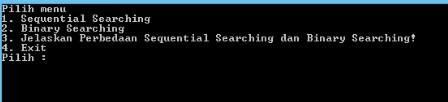 Pilih menu
1. Sequential Searching
2. Binary Searching
3. Jelaskan Perbedaan Sequential Searching dan Binary Searching!
4. Exit
Pilih :